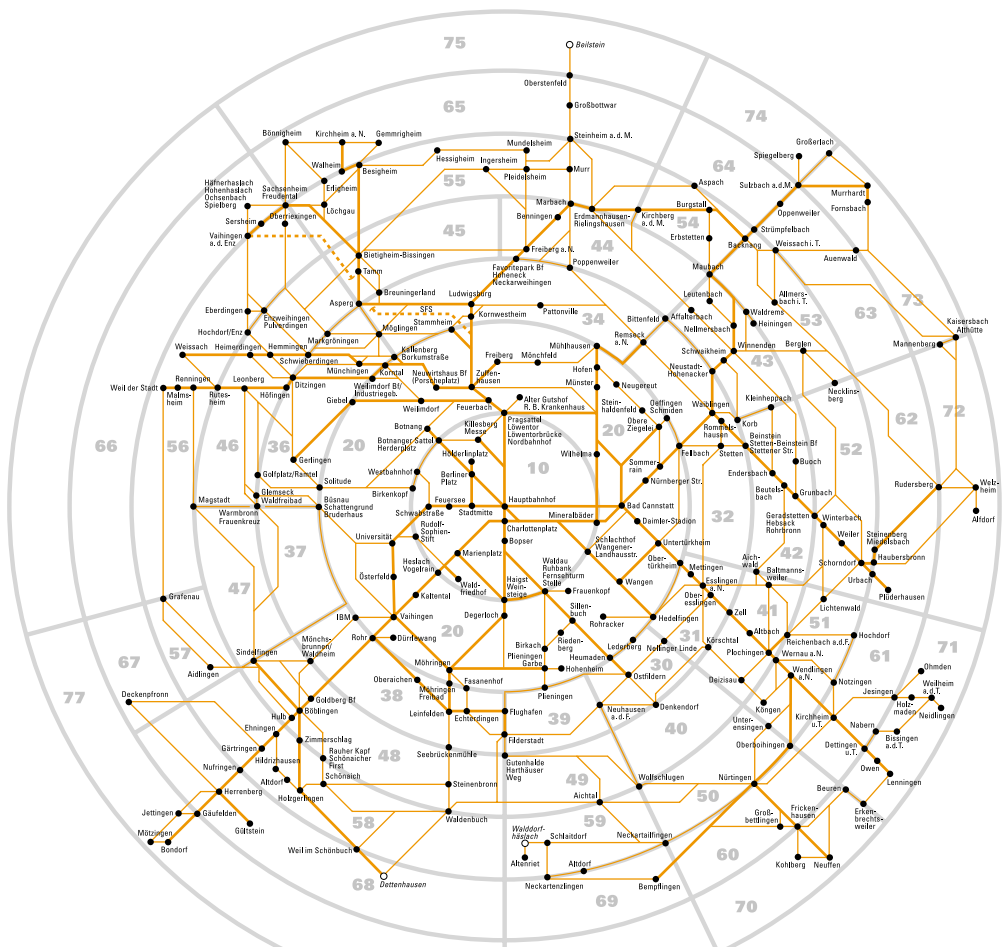 75
Beilstein
Oberstenfeld
65
Großbottwar
74
Bönnigheim
Kirchheim a. N.
Gemmrigheim
Steinheim a. d. M.
Mundelsheim
Großerlach
64
Spiegelberg
Hessigheim
Ingersheim
Walheim
Besigheim
Pleidelsheim
Murr
55
Häfnerhaslach
Hohenhaslach
Ochsenbach
Spielberg
Sachsenheim
Freudental
Erligheim
Löchgau
Aspach
Sulzbach a.d.M.
Murrhardt
Fornsbach
Marbach
Erdmannhausen-
Rielingshausen
Kirchberg
a. d. M.
Burgstall
54
Oppenweiler
Sersheim
Oberriexingen
Benningen
Strümpfelbach
Vaihingen
a. d. Enz
45
44
Erbstetten
Backnang
Weissach i. T.
Auenwald
Bietigheim-Bissingen
Freiberg a. N.
Tamm
Favoritepark Bf
Hoheneck
Neckarweihingen
Poppenweiler
Maubach
Breuningerland
Asperg
Ludwigsburg
Leutenbach
Allmers-
bach i. T.
73
SFS
Kornwestheim
Pattonville
Eberdingen
Enzweihingen
Pulverdingen
Stammheim
34
Bittenfeld
Affalterbach
Waldrems
Heiningen
53
63
Kaisersbach
Althütte
Möglingen
Markgröningen
Hochdorf/Enz
Nellmersbach
Mannenberg
Remseck
a. N.
Mühlhausen
Weissach
Heimerdingen
Hemmingen
Schwieberdingen
Münchingen
Kallenberg
Borkumstraße
Korntal
Freiberg
Mönchfeld
Schwaikheim
Winnenden
43
Berglen
Hofen
Neustadt-
Hohenacker
Weil der Stadt
Renningen
Malms-
heim
Rutes-
heim
Leonberg
Höfingen
Ditzingen
Weilimdorf Bf/
Industriegeb.
Neuwirtshaus Bf
(Porscheplatz)
Zuffen-
hausen
Münster
Neugereut
Necklins-
berg
Giebel
Weilimdorf
Feuerbach
Alter Gutshof
R. B. Krankenhaus
Stein-
haldenfeld
Oeffingen
Schmiden
Waiblingen
Kleinheppach
62
72
Pragsattel
Löwentor
Löwentorbrücke
Nordbahnhof
Obere
Ziegelei
Rommels-
hausen
Korb
Botnang
Killesberg
Messe
20
Botnanger Sattel
Herderplatz
66
56
46
36
20
Hölderlinplatz
Stetten
Beinstein
Stetten-Beinstein Bf
Stettener Str.
Fellbach
52
Gerlingen
Wilhelma
Sommer-
rain
Buoch
10
Westbahnhof
Berliner
Platz
Endersbach
Golfplatz/Ramtel
Solitude
Birkenkopf
Nürnberger Str.
Beutels-
bach
Grunbach
Rudersberg
Welz-
heim
Glemseck
Waldfreibad
Feuersee
Hauptbahnhof
Bad Cannstatt
Magstadt
Warmbronn
Frauenkreuz
Büsnau
Schattengrund
Bruderhaus
Schwabstraße
Stadtmitte
Geradstetten
Hebsack
Rohrbronn
Winterbach
Alfdorf
Mineralbäder
Daimler-Stadion
Rudolf-
Sophien-
Stift
Charlottenplatz
32
Universität
Bopser
Schlachthof
Wangener-
Landhausstr.
Untertürkheim
Weiler
Steinenberg
Miedelsbach
37
Marienplatz
42
Haubersbronn
Heslach
Vogelrain
Waldau
Ruhbank
Fernsehturm
Stelle
Ober-
türkheim
Mettingen
Aich-
wald
Baltmanns-
weiler
Schorndorf
Urbach
Österfeld
Wald-
friedhof
Haigst
Wein-
steige
Wangen
Esslingen
a. N.
Plüderhausen
47
Kaltental
Frauenkopf
Ober-
esslingen
Grafenau
Degerloch
Sillen-
buch
41
Lichtenwald
Zell
IBM
Vaihingen
Rohracker
Hedelfingen
51
20
57
Rohr
Dürrlewang
Mönchs-
brunnen/
Waldheim
Birkach
Rieden-
berg
Lederberg
Nellinger Linde
31
Körschtal
Altbach
Reichenbach a.d.F.
Hochdorf
71
67
Sindelfingen
Plieningen
Garbe
Heumaden
Plochingen
Wernau a.N.
61
Ohmden
Aidlingen
Möhringen
Hohenheim
30
Wendlingen
a.N.
77
Oberaichen
Fasanenhof
Ostfildern
Deizisau
Notzingen
Jesingen
Weilheim
a.d.T.
Deckenpfronn
Goldberg Bf
38
Möhringen
Freibad
Plieningen
Holz-
maden
Neidlingen
Böblingen
Leinfelden
Echterdingen
Flughafen
39
Neuhausen
a. d. F.
Denkendorf
Köngen
Hulb
Unter-
ensingen
Kirchheim
u.T.
Nabern
Ehningen
Filderstadt
40
Bissingen
a.d.T.
Zimmerschlag
Gärtringen
Seebrückenmühle
Oberboihingen
Dettingen
u.T.
Rauher Kapf
Schönaicher
First
48
Gutenhalde
Harthäuser
Weg
Owen
Hildrizhausen
Nufringen
Schönaich
Steinenbronn
49
Wolfschlugen
Nürtingen
Lenningen
Altdorf
Beuren
Herrenberg
Holzgerlingen
Aichtal
50
Erken-
brechts-
weiler
Jettingen
Gäufelden
Gültstein
58
Waldenbuch
59
Groß-
bettlingen
Fricken-
hausen
Mötzingen
Bondorf
Weil im Schönbuch
Walddorf-
häslach
Schlaitdorf
Neckartailfingen
60
Altenriet
Altdorf
Kohlberg
Neuffen
68
Dettenhausen
Neckartenzlingen
Bempflingen
69
70